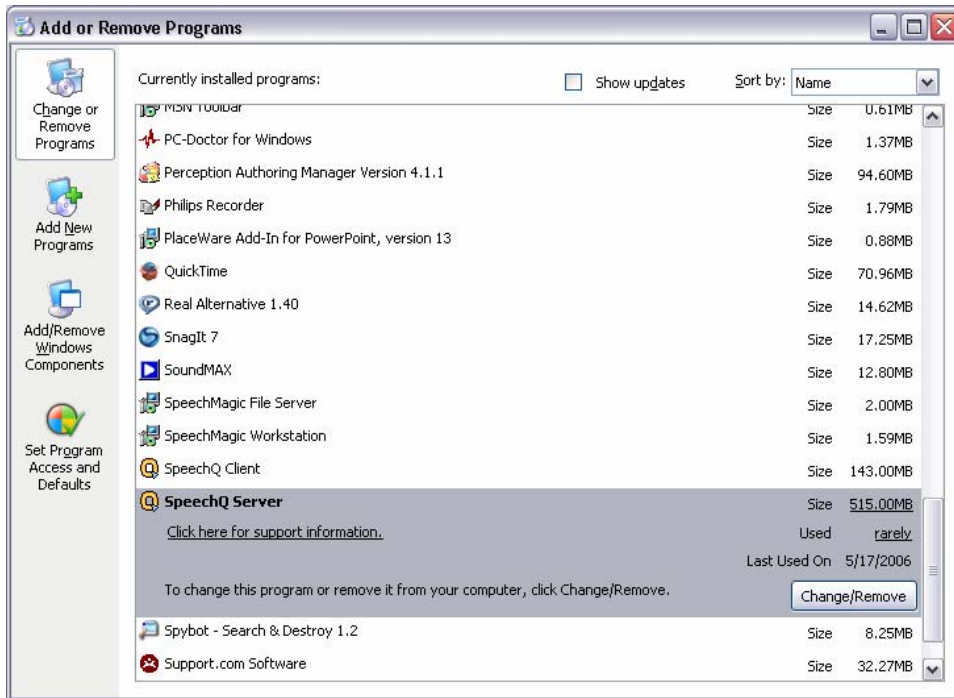 Add or Remove Programs
Change or
Remove
Programs
Add New
Programs
Add/Remove
Windows
Components
Set Program
Access and
Defaults
Currently installed programs: Show updates Sort by: Name
MSN Toolbar Size 0.61MB
PC-Doctor for Windows Size 1.37MB
Perception Authoring Manager Version 4.1.1 Size 94.60MB
Philips Recorder Size 1.79MB
PlaceWare Add-In for PowerPoint, version 13 Size 0.88MB
QuickTime Size 70.96MB
Real Alternative 1.40 Size 14.62MB
SnagIt 7 Size 17.25MB
SoundMAX Size 12.80MB
SpeechMagic File Server Size 2.00MB
SpeechMagic Workstation Size 1.59MB
SpeechQ Client Size 143.00MB
SpeechQ Server Size 515.00MB
Click here for support information. Used rarely
Last Used On 5/17/2006
To change this program or remove it from your computer, click Change/Remove. Change/Remove
Spybot - Search & Destroy 1.2 Size 8.25MB
Support.com Software Size 32.27MB